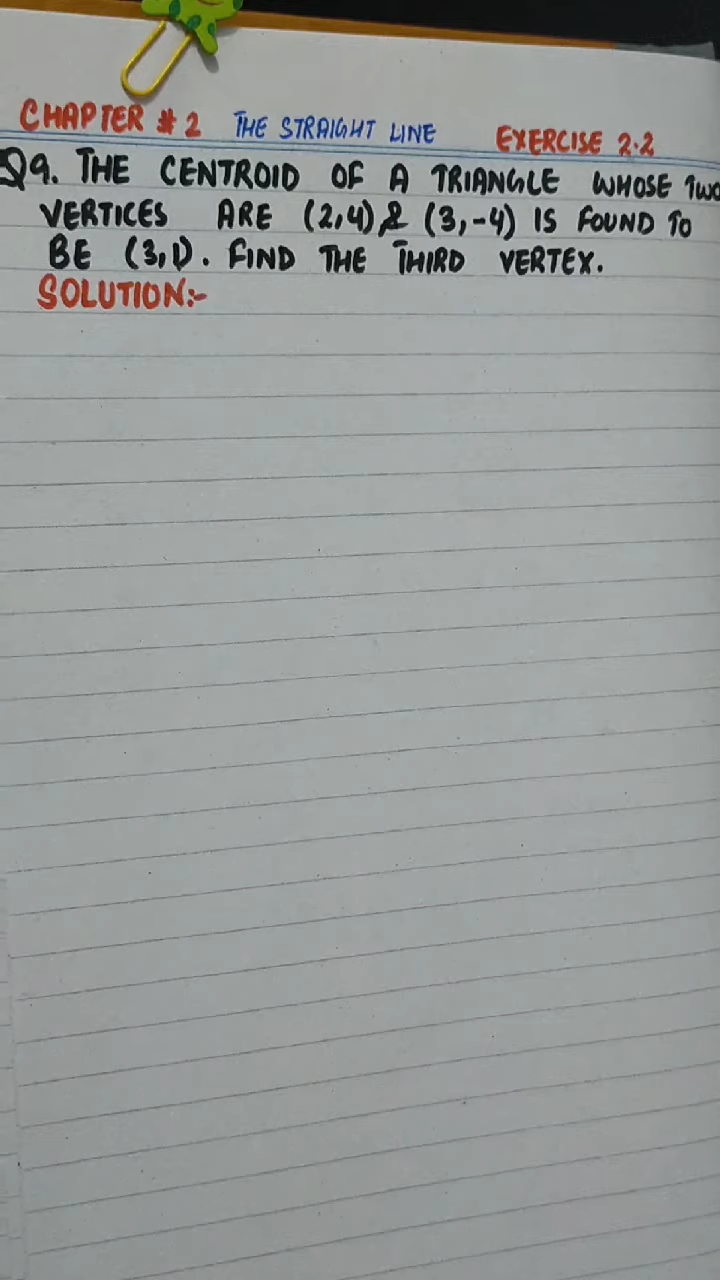 CHAPTER # 2 THE STRAIGHT LINE EXERCISE 2.2
Q9. THE CENTROID OF A TRIANGLE WHOSE TWO
VERTICES ARE (2,4) & (3,-4) IS FOUND TO
BE (3,1). FIND THE THIRD VERTEX.
SOLUTION:-